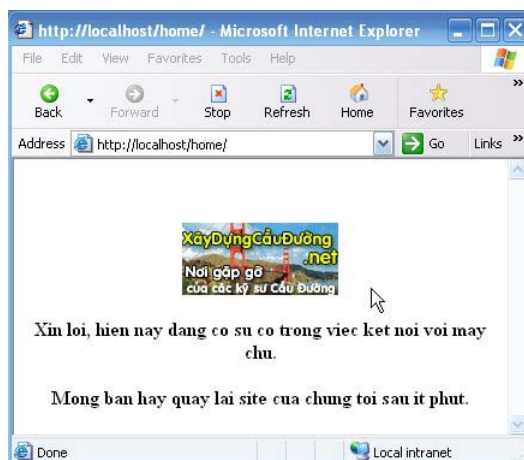 http://localhost/home/ - Microsoft Internet Explorer
File Edit View Favorites Tools Help
Back Forward Stop Refresh Home Favorites »
Address http://localhost/home/ Go Links »
XâyDựngCầuĐường
.net
Nơi gặp gỡ
của các kỹ sư Cầu Đường
Xin loi, hien nay dang co su co trong viec ket noi voi may
chu.
Mong ban hay quay lai site cua chung toi sau it phut.
Done Local intranet